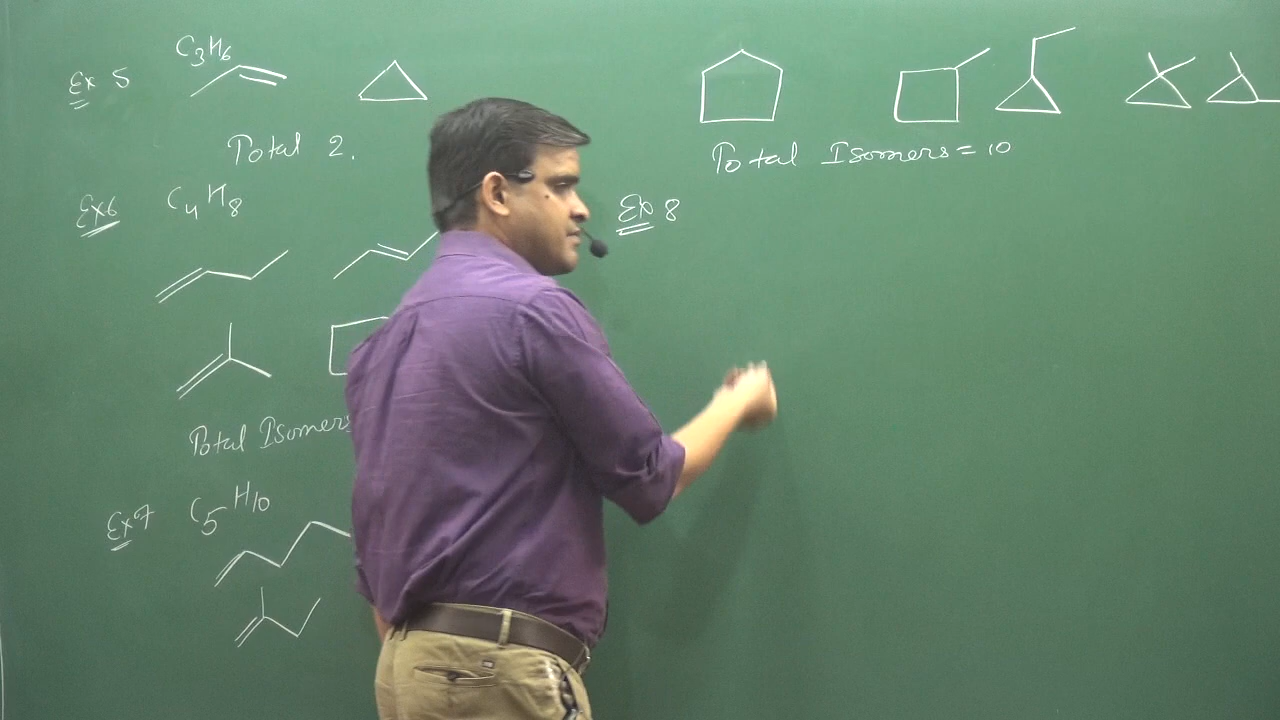 Ex 5 C3H6
Total 2.
Ex6 C4H8
Total Isomers
Ex7 C5H10
Total Isomers = 10
Ex 8